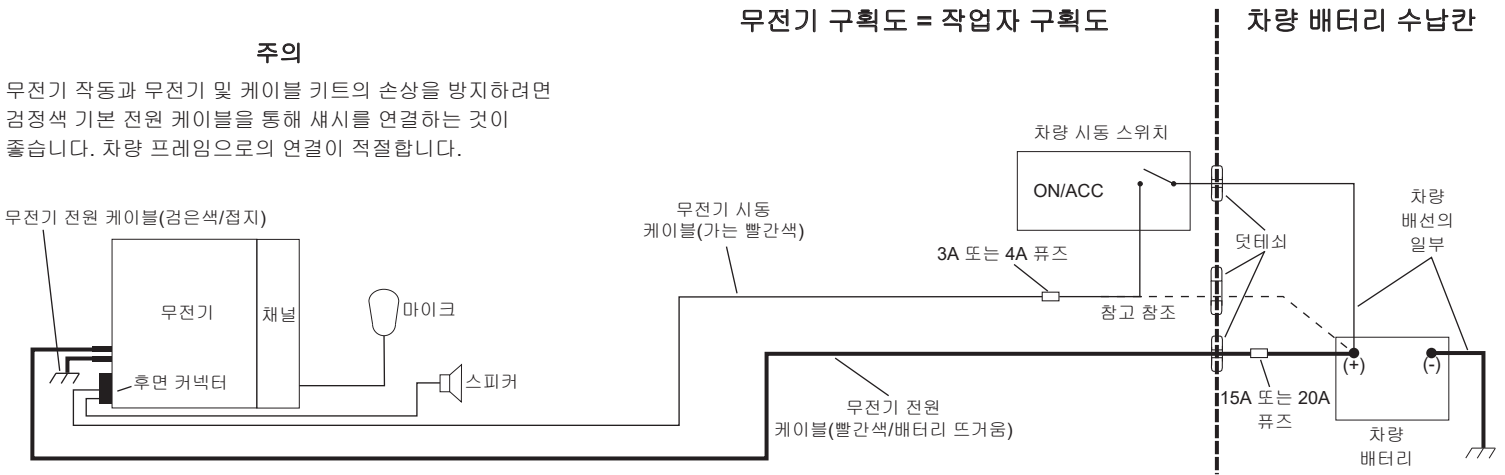 무전기 구획도 = 작업자 구획도
차량 배터리 수납칸
주의
무전기 작동과 무전기 및 케이블 키트의 손상을 방지하려면
검정색 기본 전원 케이블을 통해 섀시를 연결하는 것이
좋습니다. 차량 프레임으로의 연결이 적절합니다.
차량 시동 스위치
ON/ACC
무전기 전원 케이블(검은색/접지)
무전기 시동
케이블(가는 빨간색)
차량
배선의
일부
덧테쇠
3A 또는 4A 퓨즈
무전기
채널
마이크
참고 참조
후면 커넥터
스피커
(+)
(-)
15A 또는 20A
퓨즈
무전기 전원
케이블(빨간색/배터리 뜨거움)
차량
배터리